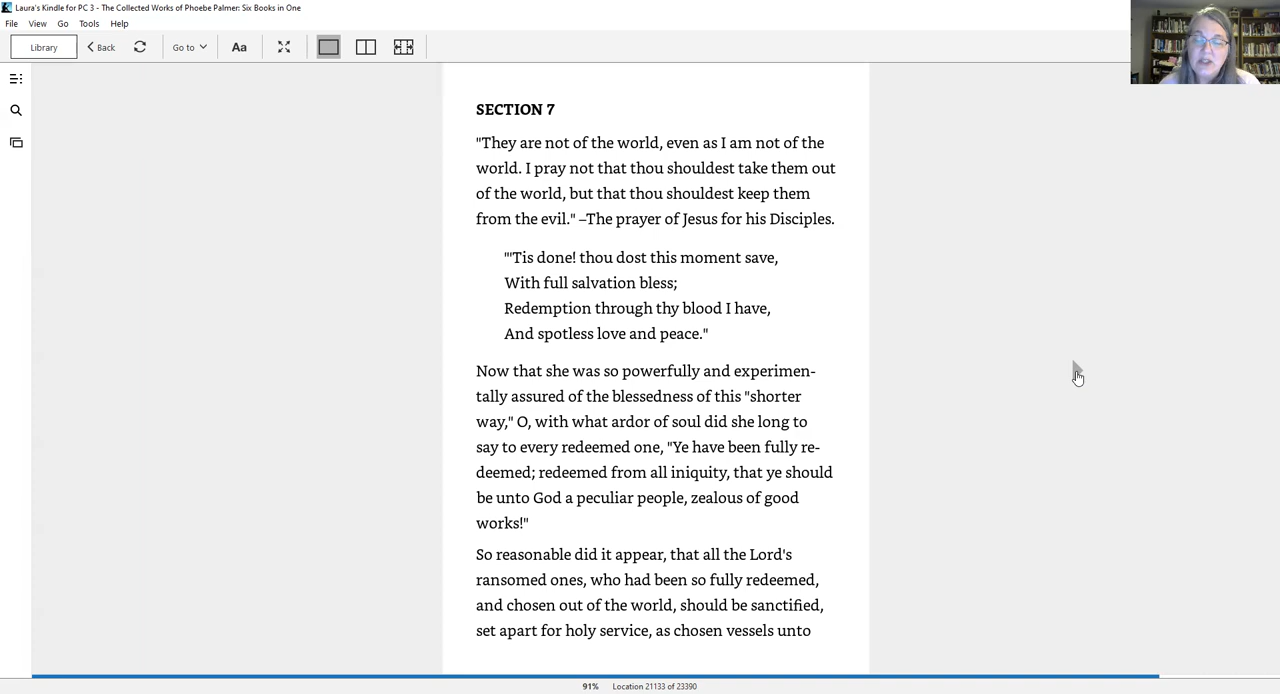 Laura's Kindle for PC 3 - The Collected Works of Phoebe Palmer: Six Books in One
File View Go Tools Help
Library Back Go to Aa
SECTION 7
"They are not of the world, even as I am not of the
world. I pray not that thou shouldest take them out
of the world, but that thou shouldest keep them
from the evil." –The prayer of Jesus for his Disciples.
"'Tis done! thou dost this moment save,
With full salvation bless;
Redemption through thy blood I have,
And spotless love and peace."
Now that she was so powerfully and experimen-
tally assured of the blessedness of this "shorter
way," O, with what ardor of soul did she long to
say to every redeemed one, "Ye have been fully re-
deemed; redeemed from all iniquity, that ye should
be unto God a peculiar people, zealous of good
works!"
So reasonable did it appear, that all the Lord's
ransomed ones, who had been so fully redeemed,
and chosen out of the world, should be sanctified,
set apart for holy service, as chosen vessels unto
91% Location 21133 of 23390